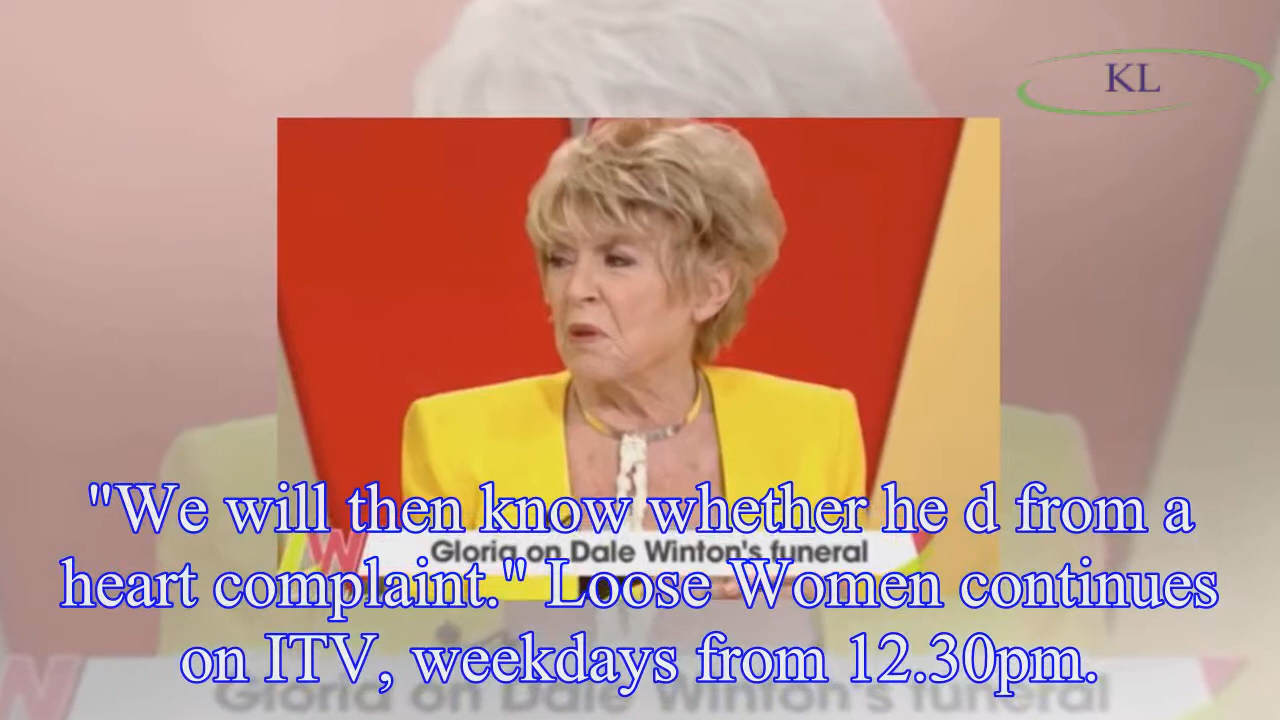 KL
"We will then know whether he d from a
Gloria on Dale Winton's funeral
heart complaint." Loose Women continues
on ITV, weekdays from 12.30pm.
Gloria on Dale Winton's funeral